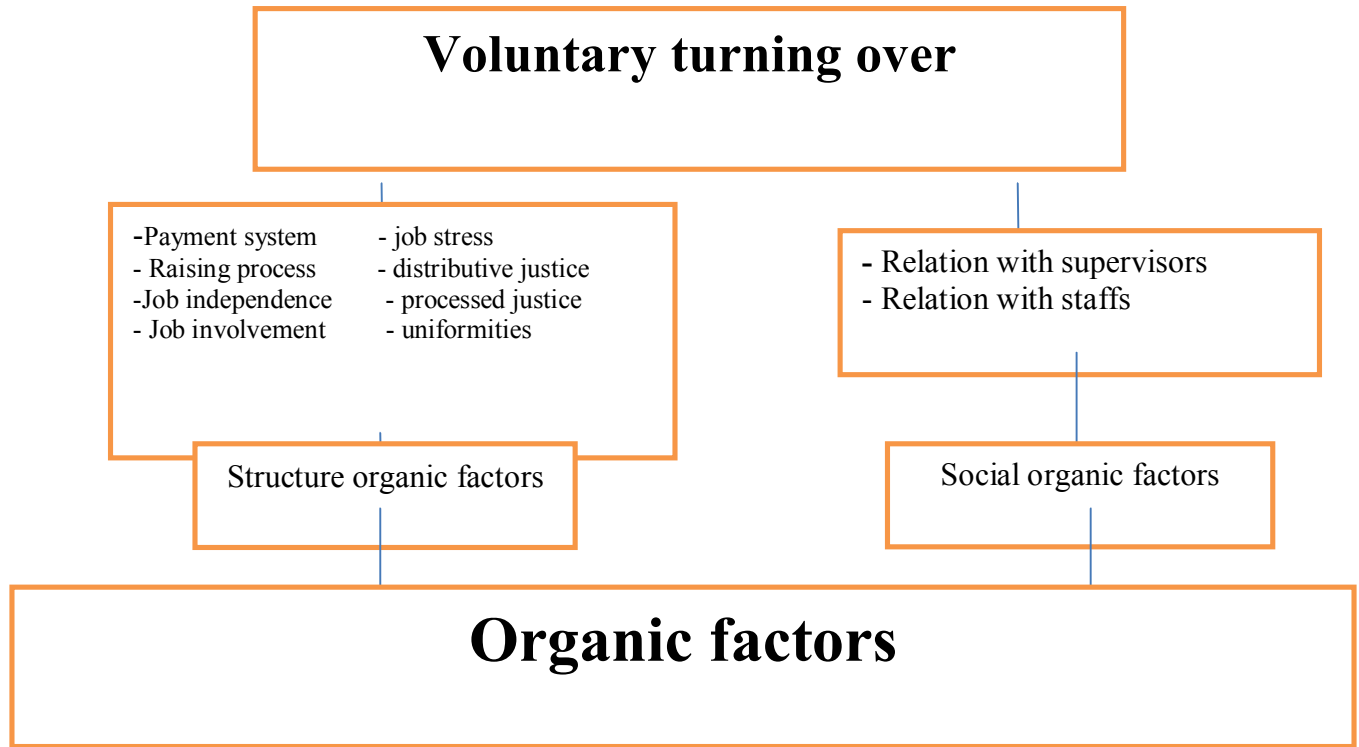 Voluntary turning over
-Payment system - job stress
- Raising process - distributive justice
-Job independence - processed justice
- Job involvement - uniformities
- Relation with supervisors
- Relation with staffs
Structure organic factors
Social organic factors
Organic factors